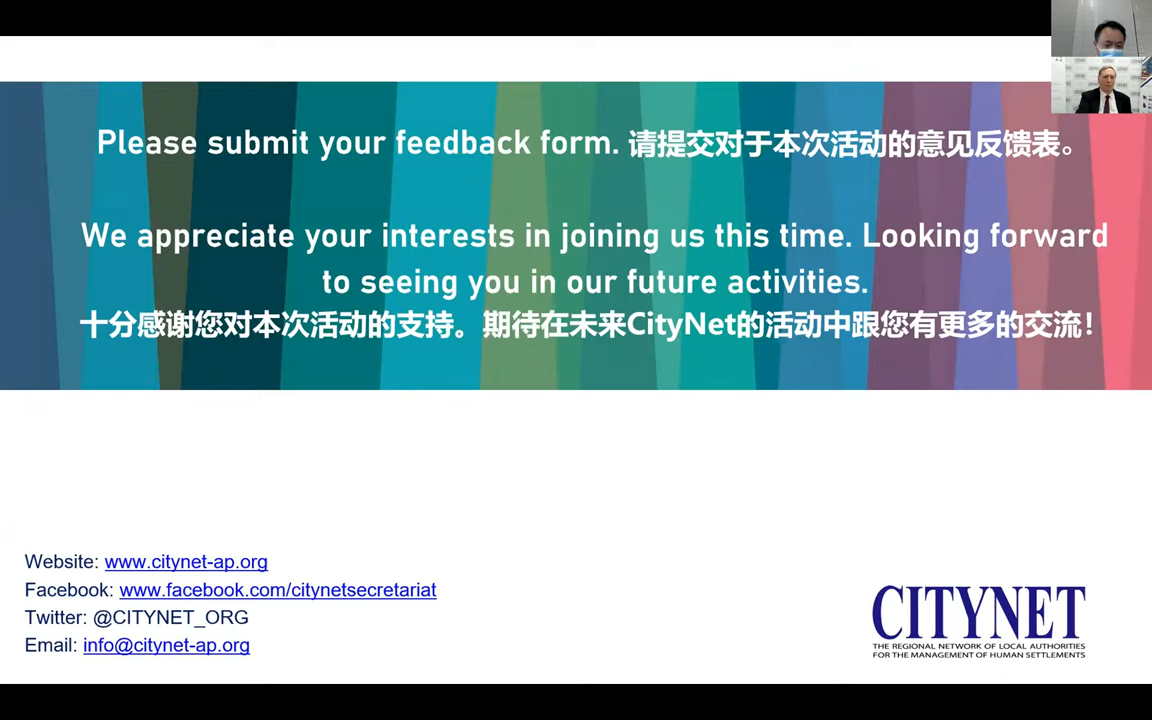 Please submit your feedback form. 请提交对于本次活动的意见反馈表。
We appreciate your interests in joining us this time. Looking forward
to seeing you in our future activities.
十分感谢您对本次活动的支持。期待在未来CityNet的活动中跟您有更多的交流！
Website: www.citynet-ap.org
Facebook: www.facebook.com/citynetsecretariat
Twitter: @CITYNET_ORG
Email: info@citynet-ap.org
CITYNET
THE REGIONAL NETWORK OF LOCAL AUTHORITIES
FOR THE MANAGEMENT OF HUMAN SETTLEMENTS